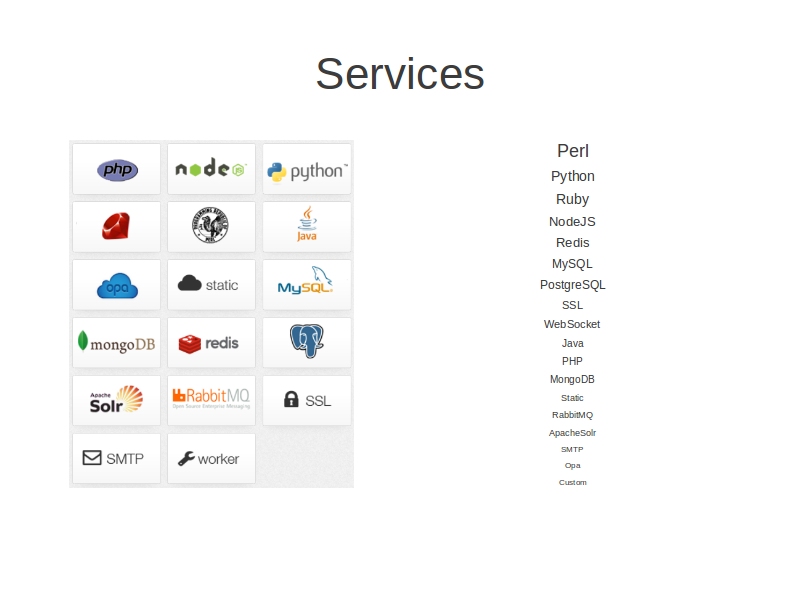 Services
php
node JS
python™
Java
opa
static
MySQL
mongoDB
redis
Apache
Solr
RabbitMQ
Open Source Enterprise Messaging
SSL
SMTP
worker
Perl
Python
Ruby
NodeJS
Redis
MySQL
PostgreSQL
SSL
WebSocket
Java
PHP
MongoDB
Static
RabbitMQ
ApacheSolr
SMTP
Opa
Custom